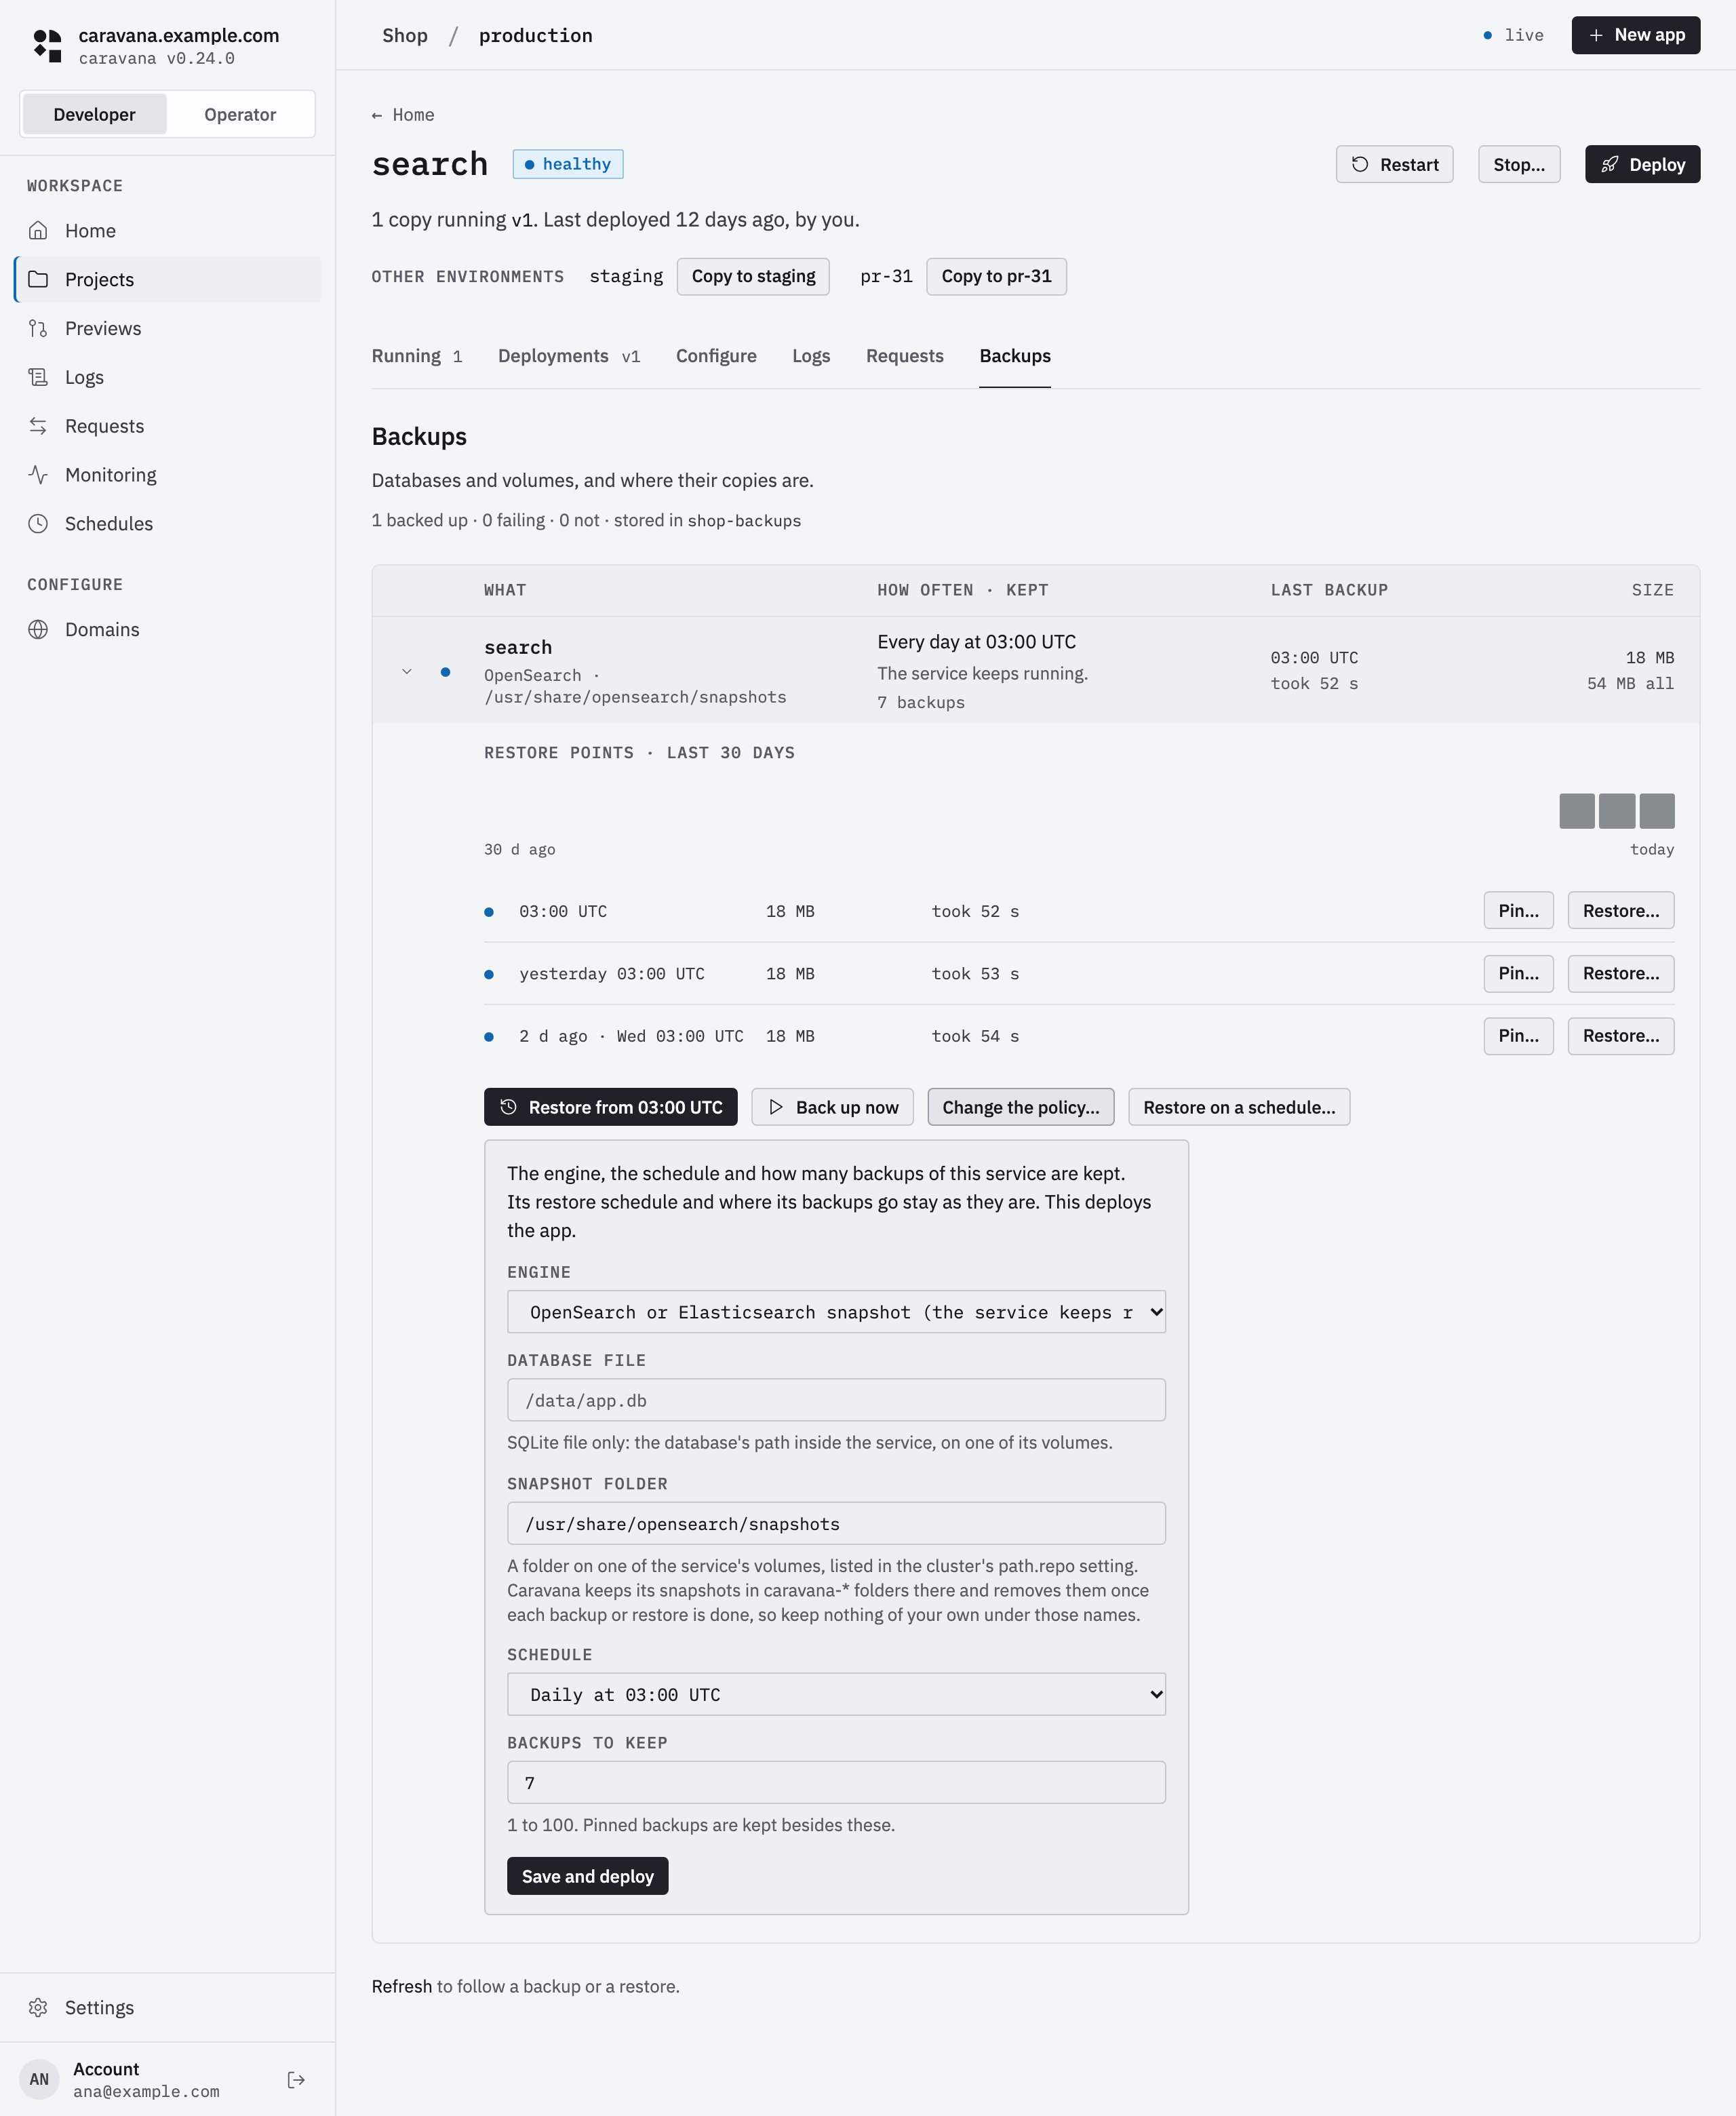 caravana.example.com
caravana v0.24.0
Developer
Operator
WORKSPACE
Home
Projects
Previews
Logs
Requests
Monitoring
Schedules
CONFIGURE
Domains
Settings
AN
Account
ana@example.com
Shop / production
live
New app
← Home
search
healthy
Restart
Stop...
Deploy
1 copy running v1. Last deployed 12 days ago, by you.
OTHER ENVIRONMENTS staging Copy to staging pr-31 Copy to pr-31
Running 1 Deployments v1 Configure Logs Requests Backups
Backups
Databases and volumes, and where their copies are.
1 backed up · 0 failing · 0 not · stored in shop-backups
WHAT HOW OFTEN · KEPT LAST BACKUP SIZE
search
OpenSearch ·
/usr/share/opensearch/snapshots
Every day at 03:00 UTC
The service keeps running.
7 backups
03:00 UTC
took 52 s
18 MB
54 MB all
RESTORE POINTS · LAST 30 DAYS
30 d ago today
03:00 UTC 18 MB took 52 s Pin... Restore...
yesterday 03:00 UTC 18 MB took 53 s Pin... Restore...
2 d ago · Wed 03:00 UTC 18 MB took 54 s Pin... Restore...
Restore from 03:00 UTC Back up now Change the policy... Restore on a schedule...
The engine, the schedule and how many backups of this service are kept.
Its restore schedule and where its backups go stay as they are. This deploys
the app.
ENGINE
OpenSearch or Elasticsearch snapshot (the service keeps r
DATABASE FILE
/data/app.db
SQLite file only: the database's path inside the service, on one of its volumes.
SNAPSHOT FOLDER
/usr/share/opensearch/snapshots
A folder on one of the service's volumes, listed in the cluster's path.repo setting.
Caravana keeps its snapshots in caravana-* folders there and removes them once
each backup or restore is done, so keep nothing of your own under those names.
SCHEDULE
Daily at 03:00 UTC
BACKUPS TO KEEP
7
1 to 100. Pinned backups are kept besides these.
Save and deploy
Refresh to follow a backup or a restore.